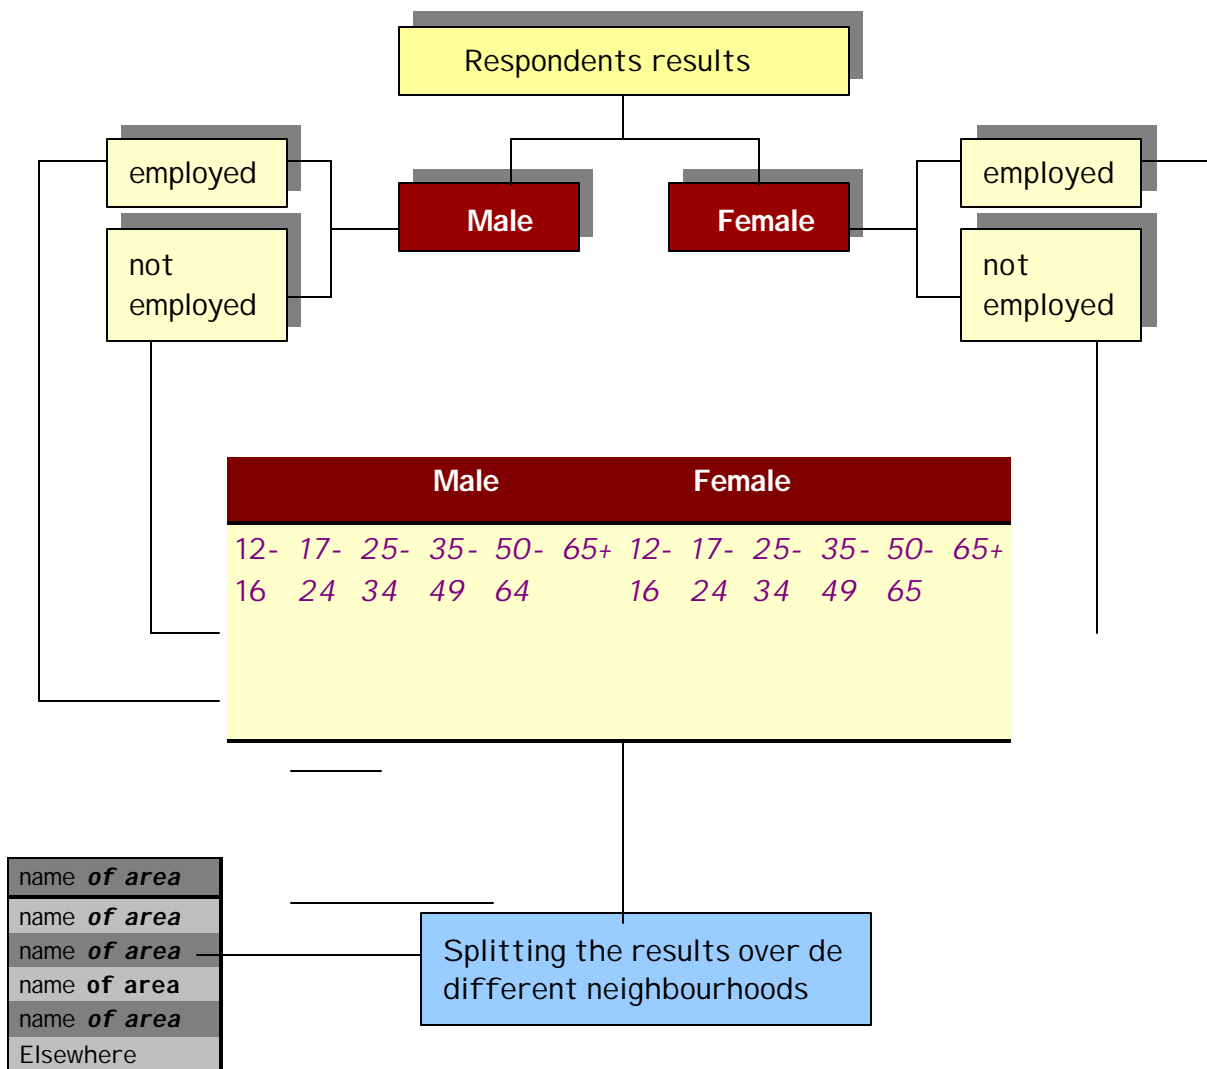 Respondents results
employed
not
employed
Male
Female
employed
not
employed
Male Female
12- 17- 25- 35- 50- 65+ 12- 17- 25- 35- 50- 65+
16 24 34 49 64 16 24 34 49 65
name of area
name of area
name of area
name of area
name of area
Elsewhere
Splitting the results over de
different neighbourhoods